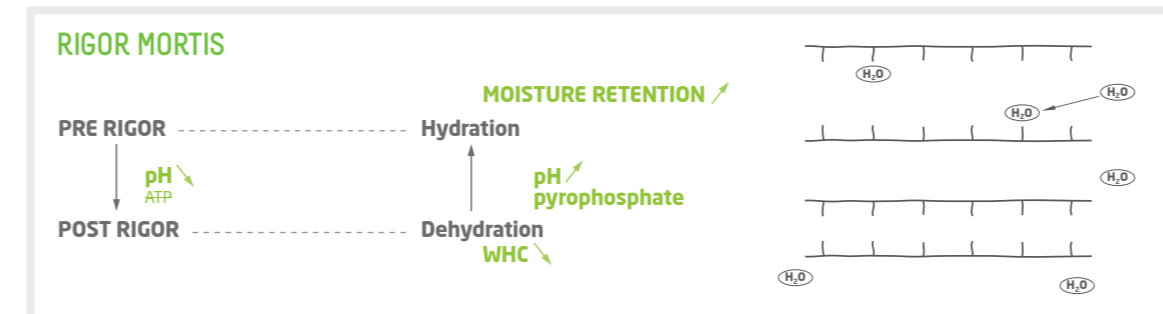 RIGOR MORTIS
MOISTURE RETENTION
PRE RIGOR
Hydration
pH
ATP
pH
pyrophosphate
POST RIGOR
Dehydration
WHC
H₂O
H₂O
H₂O
H₂O
H₂O
H₂O